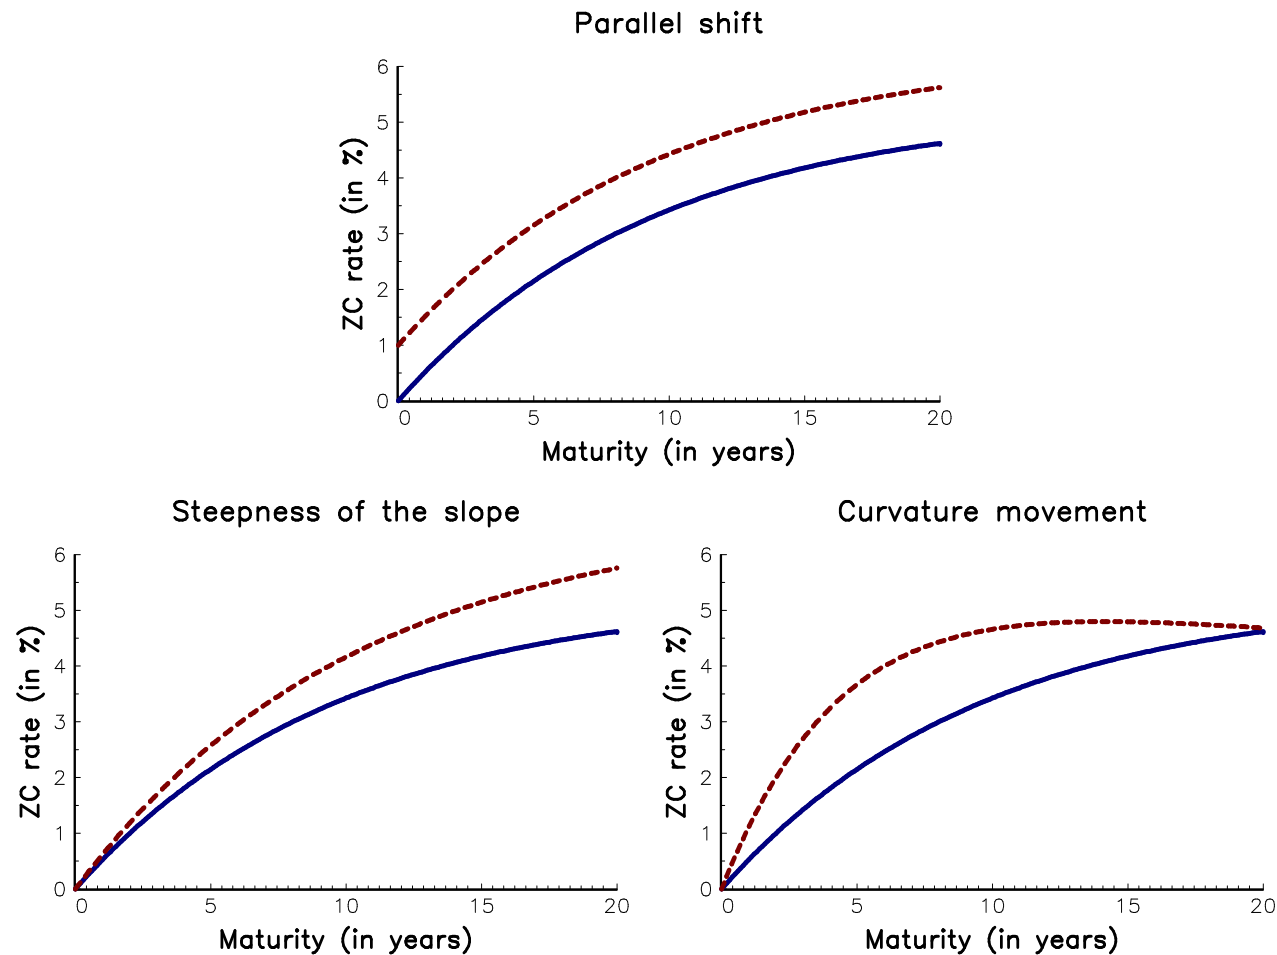 Parallel shift
6
5
4
3
2
1
0
ZC rate (in %)
0 5 10 15 20
Maturity (in years)
Steepness of the slope
6
5
4
3
2
1
0
ZC rate (in %)
0 5 10 15 20
Maturity (in years)
Curvature movement
6
5
4
3
2
1
0
ZC rate (in %)
0 5 10 15 20
Maturity (in years)